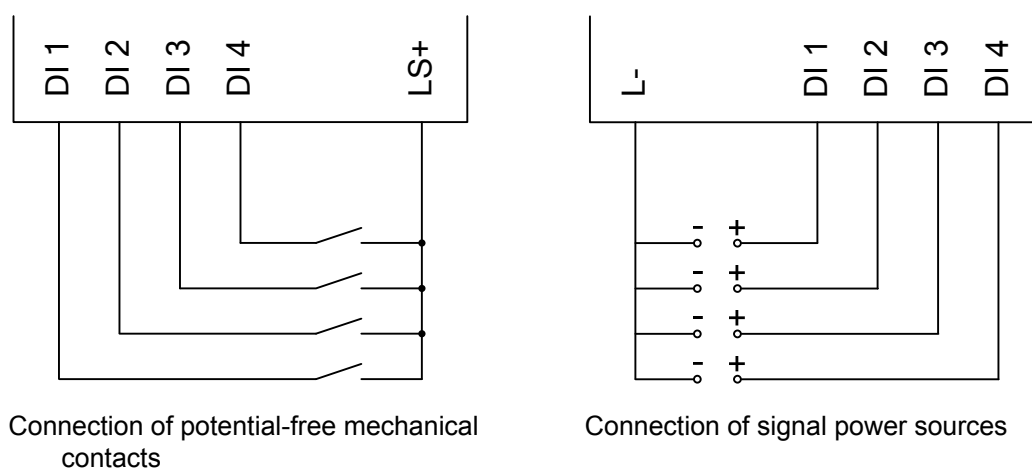 DI 1
DI 2
DI 3
DI 4
LS+
L-
DI 1
DI 2
DI 3
DI 4
- +
- +
- +
- +
Connection of potential-free mechanical
contacts
Connection of signal power sources